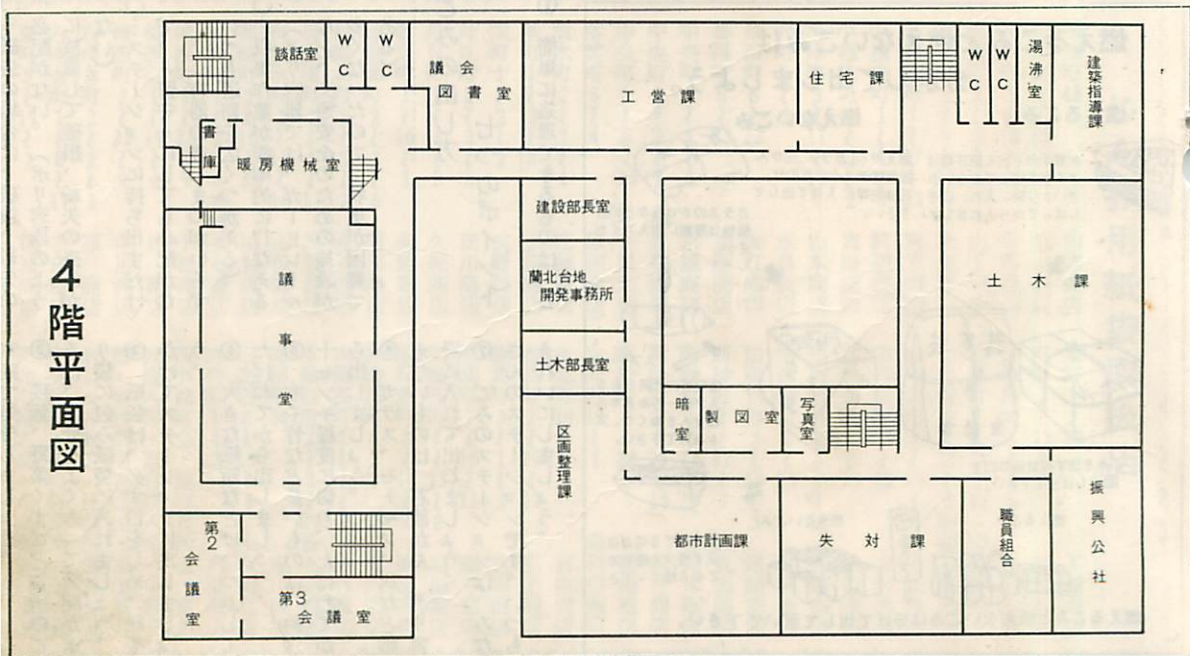 4階平面図
談話室
WC
WC
議会
図書室
工営課
住宅課
WC
WC
湯沸室
建築指導課
書庫
暖房機械室
建設部長室
議事堂
蘭北台地
開発事務所
土木課
土木部長室
暗室
製図室
写真室
区画整理課
都市計画課
失対課
職員組合
振興公社
第2
会議室
第3
会議室